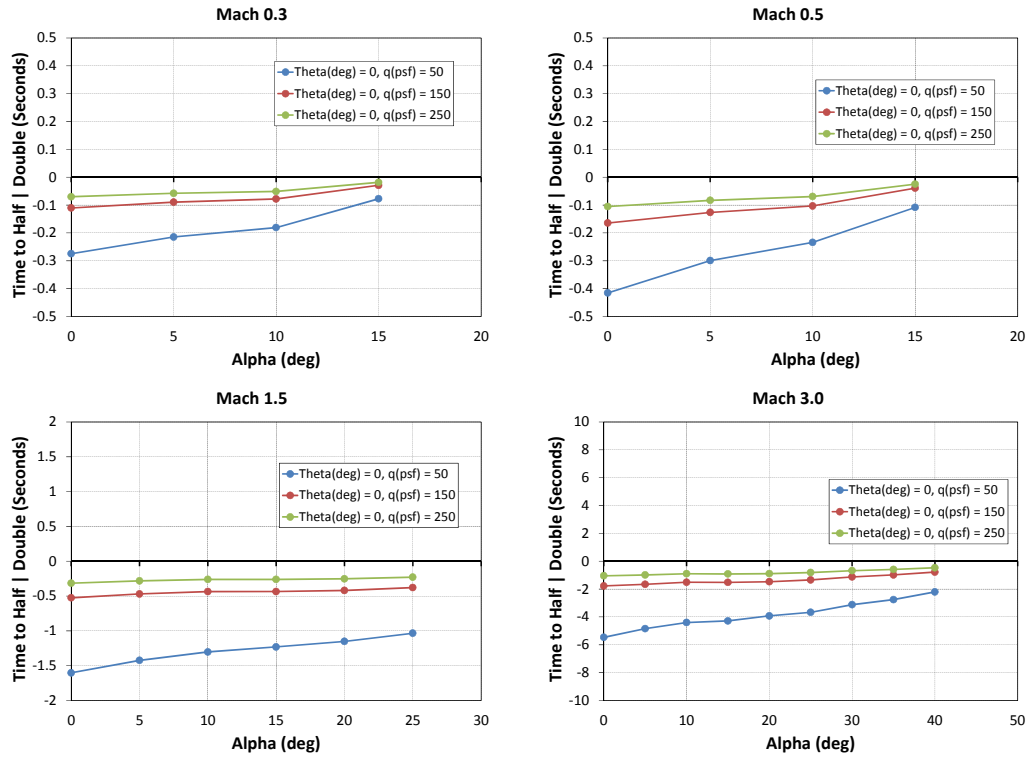 Mach 0.3
0.5
0.4
0.3
0.2
0.1
0
-0.1
-0.2
-0.3
-0.4
-0.5
Time to Half | Double (Seconds)
Theta(deg) = 0, q(psf) = 50
Theta(deg) = 0, q(psf) = 150
Theta(deg) = 0, q(psf) = 250
0 5 10 15 20
Alpha (deg)
Mach 0.5
0.5
0.4
0.3
0.2
0.1
0
-0.1
-0.2
-0.3
-0.4
-0.5
Time to Half | Double (Seconds)
Theta(deg) = 0, q(psf) = 50
Theta(deg) = 0, q(psf) = 150
Theta(deg) = 0, q(psf) = 250
0 5 10 15 20
Alpha (deg)
Mach 1.5
2
1.5
1
0.5
0
-0.5
-1
-1.5
-2
Time to Half | Double (Seconds)
Theta(deg) = 0, q(psf) = 50
Theta(deg) = 0, q(psf) = 150
Theta(deg) = 0, q(psf) = 250
0 5 10 15 20 25 30
Alpha (deg)
Mach 3.0
10
8
6
4
2
0
-2
-4
-6
-8
-10
Time to Half | Double (Seconds)
Theta(deg) = 0, q(psf) = 50
Theta(deg) = 0, q(psf) = 150
Theta(deg) = 0, q(psf) = 250
0 10 20 30 40 50
Alpha (deg)